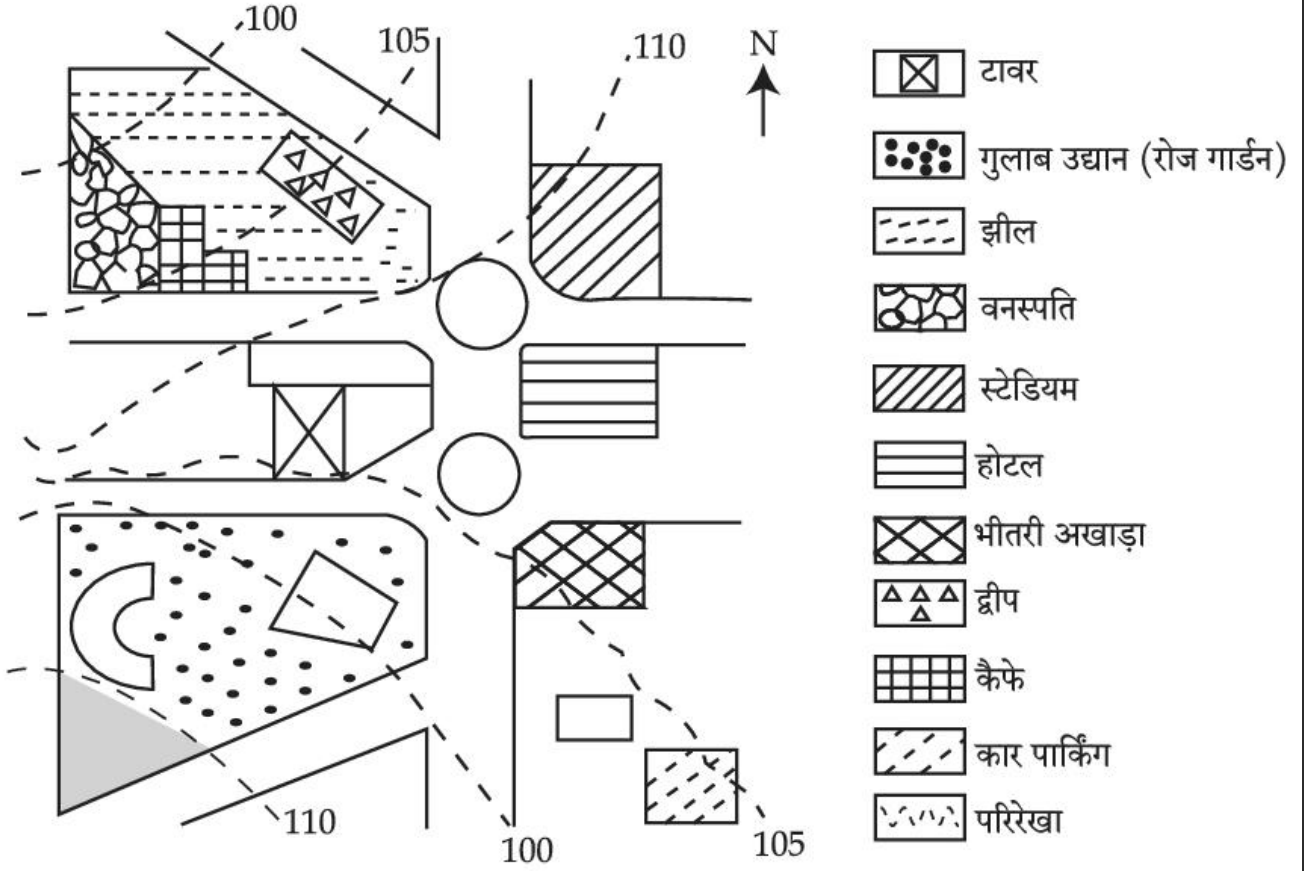 100
105
110
N
110
100
105
टावर
गुलाब उद्यान (रोज गार्डन)
झील
वनस्पति
स्टेडियम
होटल
भीतरी अखाड़ा
द्वीप
कैफे
कार पार्किंग
परिरेखा